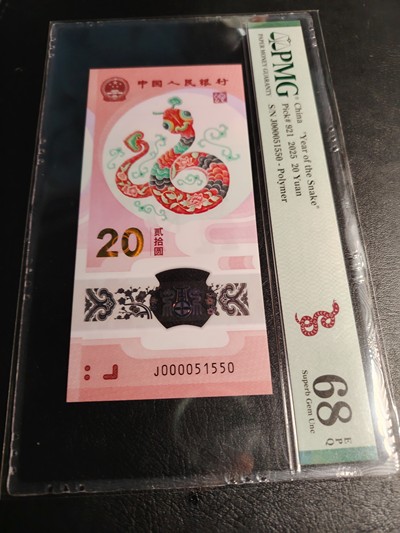 中国人民银行
20
贰拾圆
J000051550
PMG
PAPER MONEY GUARANTY
China "Year of the Snake"
Pick# 821 2025 20 Yuan
S/N J000051550 - Polymer
68 EPQ
Superb Gem Unc